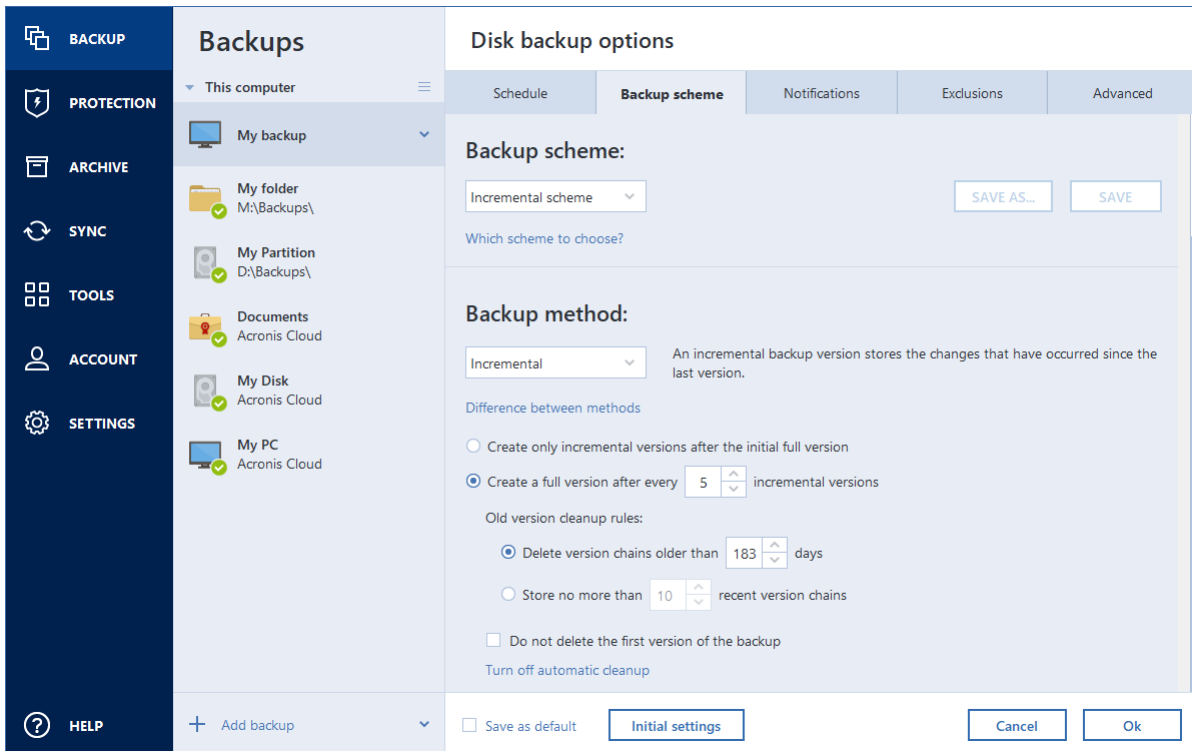 BACKUP
PROTECTION
ARCHIVE
SYNC
TOOLS
ACCOUNT
SETTINGS
HELP
Backups
This computer
My backup
My folder
M:\Backups\
My Partition
D:\Backups\
Documents
Acronis Cloud
My Disk
Acronis Cloud
My PC
Acronis Cloud
Add backup
Disk backup options
Schedule
Backup scheme
Notifications
Exclusions
Advanced
Backup scheme:
Incremental scheme
SAVE AS...
SAVE
Which scheme to choose?
Backup method:
Incremental
An incremental backup version stores the changes that have occurred since the
last version.
Difference between methods
Create only incremental versions after the initial full version
Create a full version after every 5 incremental versions
Old version cleanup rules:
Delete version chains older than 183 days
Store no more than 10 recent version chains
Do not delete the first version of the backup
Turn off automatic cleanup
Save as default
Initial settings
Cancel
Ok